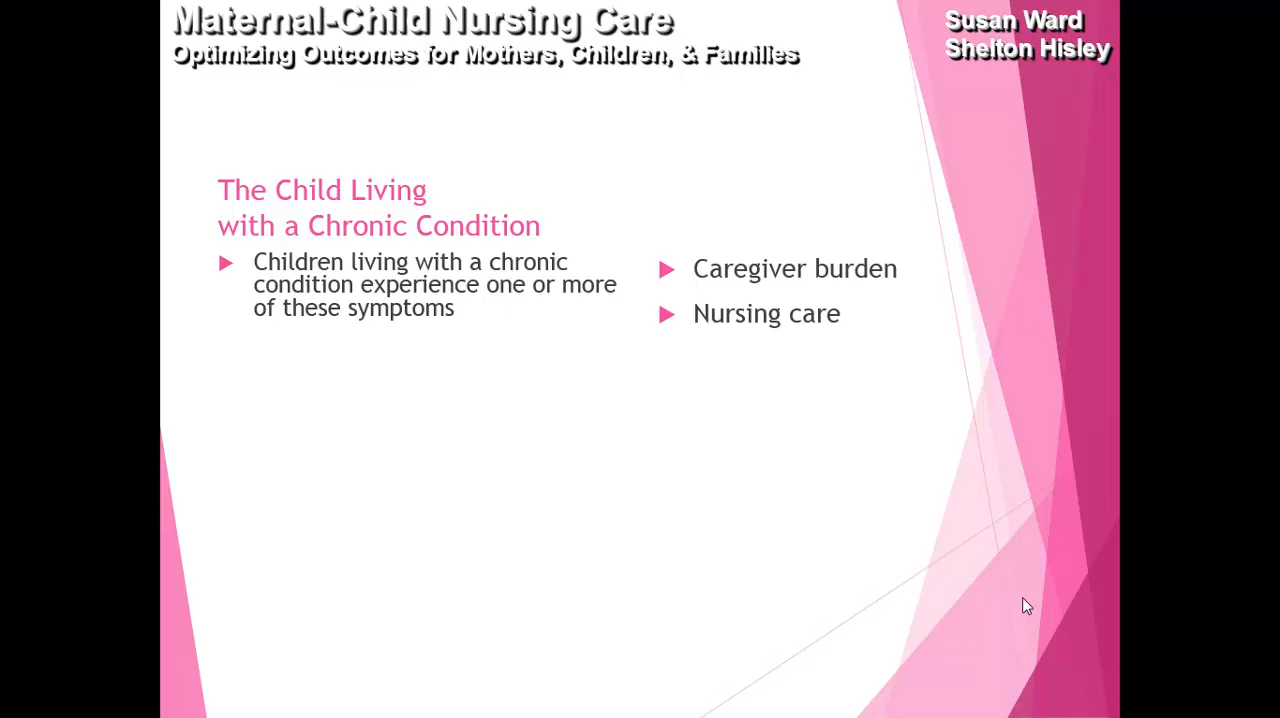 Maternal-Child Nursing Care
Optimizing Outcomes for Mothers, Children, & Families
Susan Ward
Shelton Hisley
The Child Living
with a Chronic Condition
Children living with a chronic
condition experience one or more
of these symptoms
Caregiver burden
Nursing care